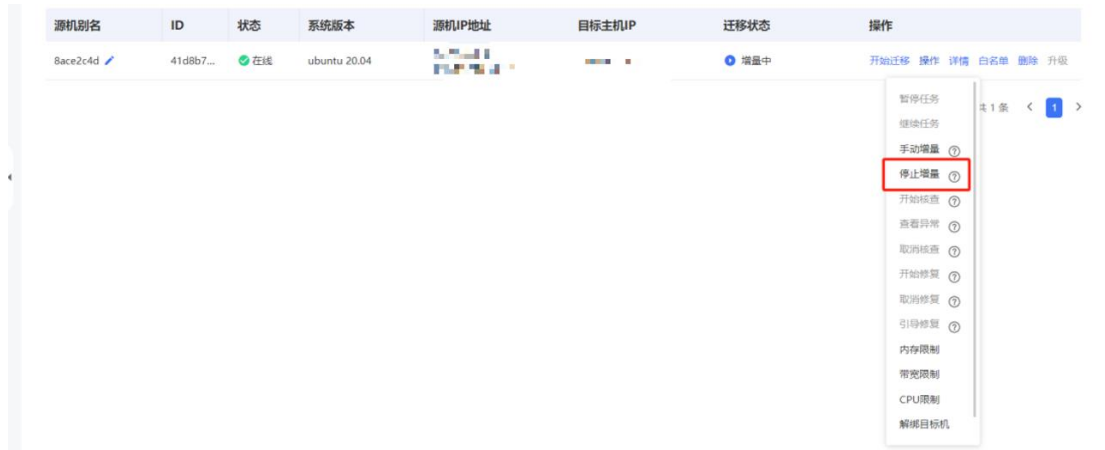 源机别名 ID 状态 系统版本 源机IP地址 目标主机IP 迁移状态 操作
8ace2c4d 41d8b7... 在线 ubuntu 20.04 增量中 开始迁移 操作 详情 白名单 删除 升级
暂停任务
共 1 条 < 1 >
继续任务
手动增量 ?
停止增量 ?
开始核查 ?
查看异常 ?
取消核查 ?
开始修复 ?
取消修复 ?
引导修复 ?
内存限制
带宽限制
CPU限制
解绑目标机